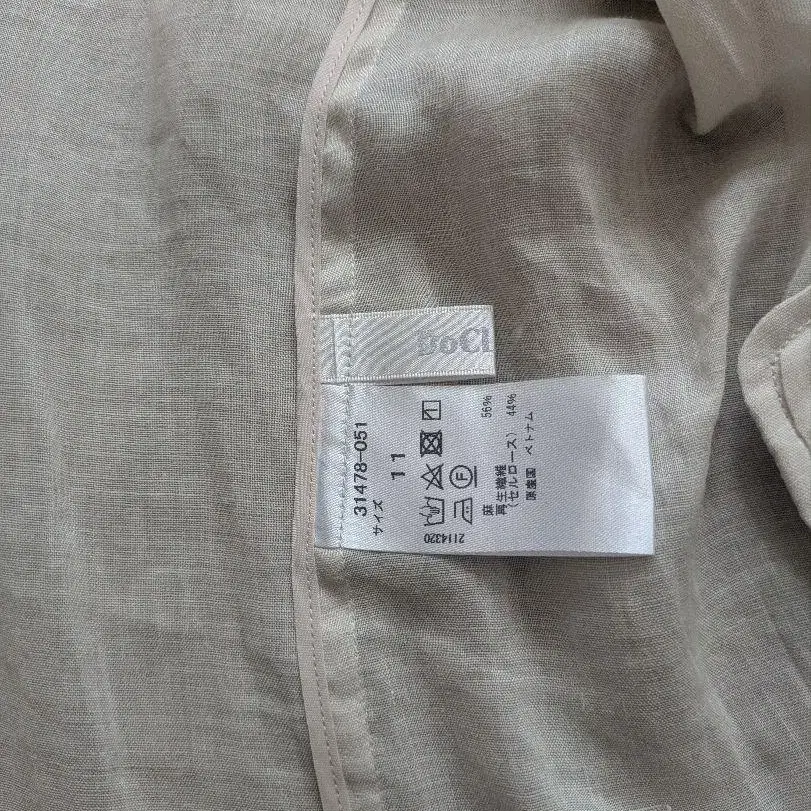 DoCl
31478-051
サイズ
11
2114320
麻 56%
再生繊維
(セルロース) 44%
原産国 ベトナム